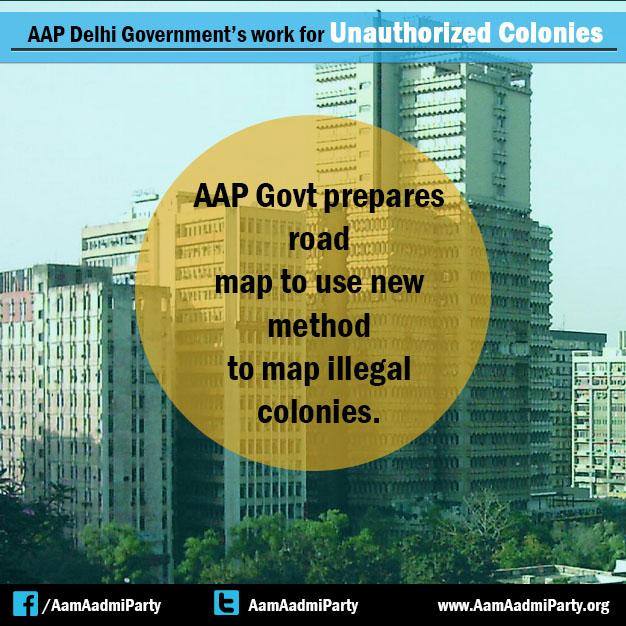 AAP Delhi Government's work for Unauthorized Colonies
AAP Govt prepares
road
map to use new
method
to map illegal
colonies.
/AamAadmiParty AamAadmiParty www.AamAadmiParty.org